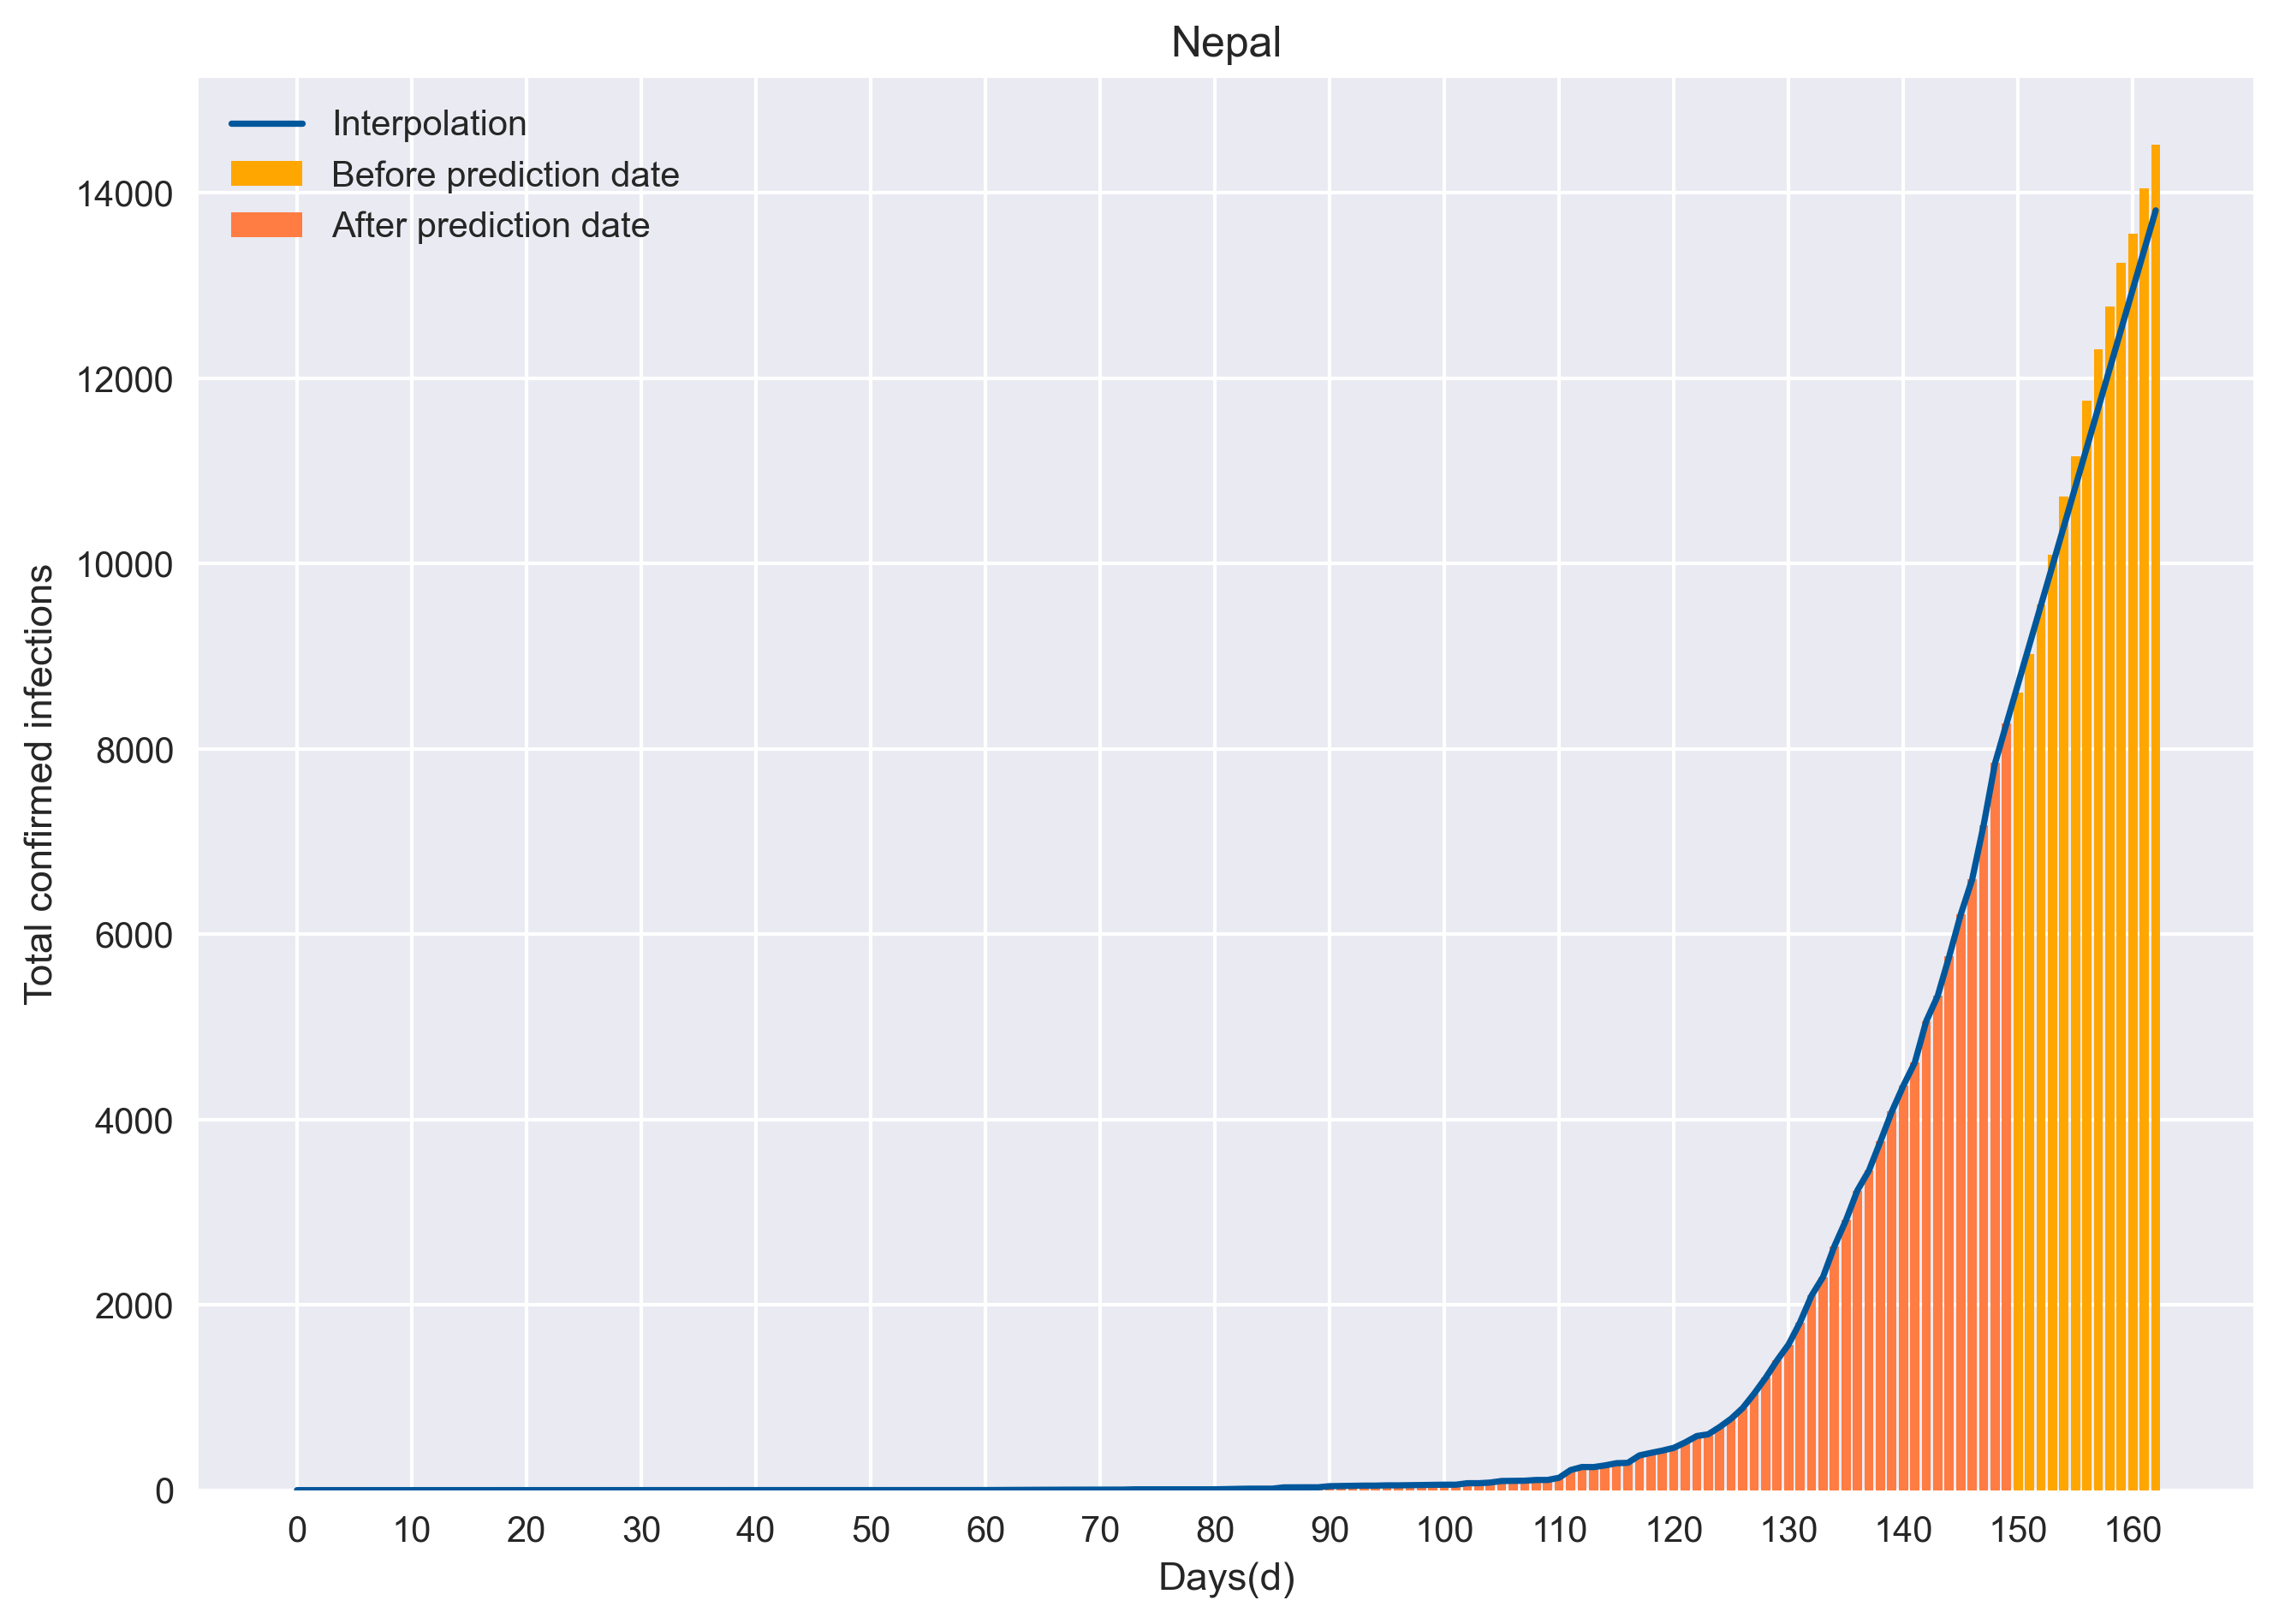 Nepal
Interpolation
Before prediction date
After prediction date
14000
12000
10000
8000
6000
4000
2000
0
Total confirmed infections
0 10 20 30 40 50 60 70 80 90 100 110 120 130 140 150 160
Days(d)